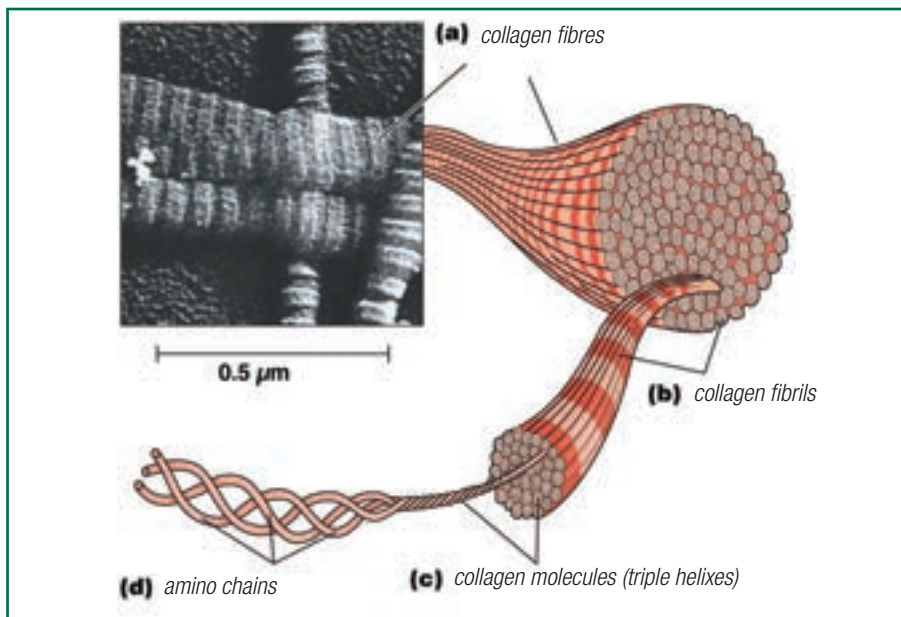 (a) collagen fibres
0.5 µm
(b) collagen fibrils
(c) collagen molecules (triple helixes)
(d) amino chains